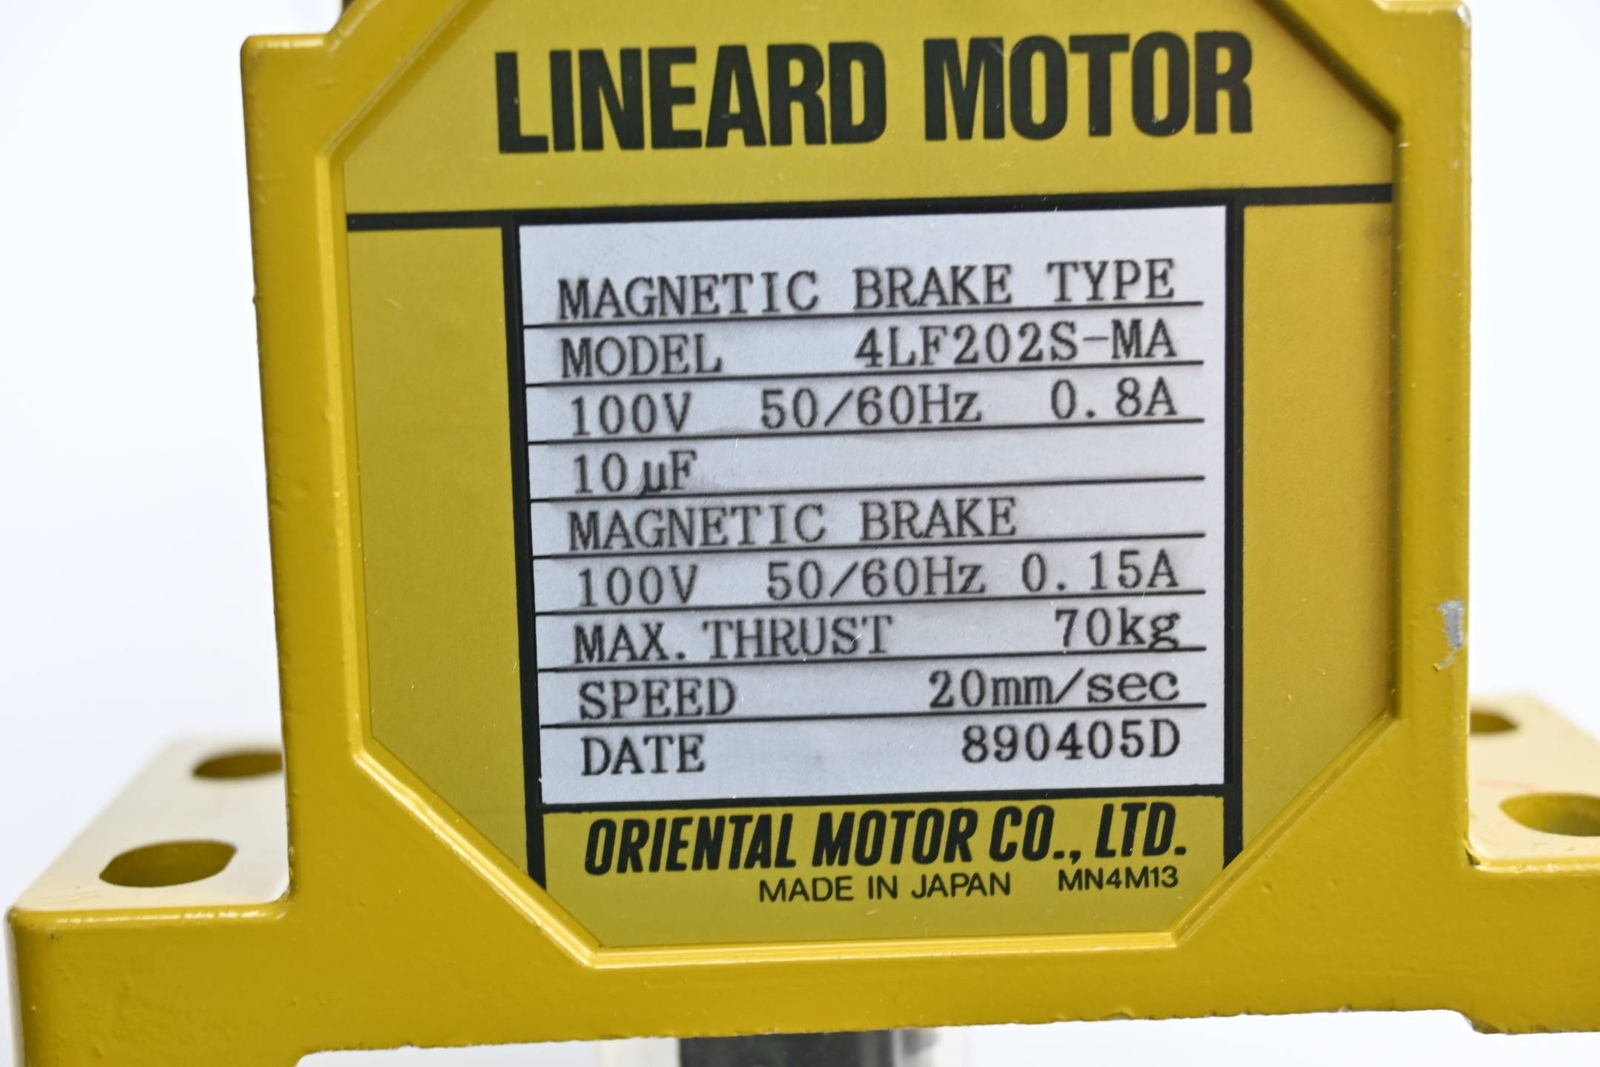 LINEARD MOTOR
MAGNETIC BRAKE TYPE
MODEL 4LF202S-MA
100V 50/60Hz 0.8A
10μF
MAGNETIC BRAKE
100V 50/60Hz 0.15A
MAX. THRUST 70kg
SPEED 20mm/sec
DATE 890405D
ORIENTAL MOTOR CO., LTD.
MADE IN JAPAN MN4M13